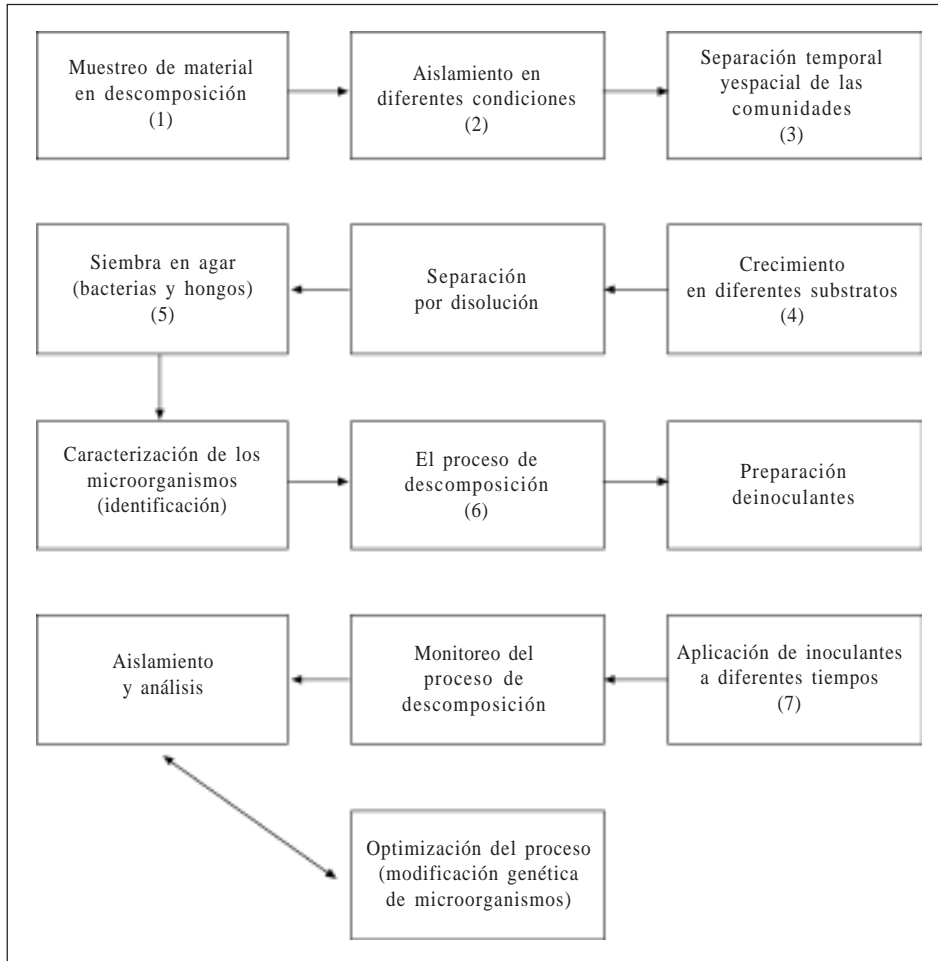 Muestreo de material
en descomposición
(1)
Aislamiento en
diferentes condiciones
(2)
Separación temporal
yespacial de las
comunidades
(3)
Siembra en agar
(bacterias y hongos)
(5)
Separación
por disolución
Crecimiento
en diferentes substratos
(4)
Caracterización de los
microorganismos
(identificación)
El proceso de
descomposición
(6)
Preparación
deinoculantes
Aislamiento
y análisis
Monitoreo del
proceso de
descomposición
Aplicación de inoculantes
a diferentes tiempos
(7)
Optimización del proceso
(modificación genética
de microorganismos)